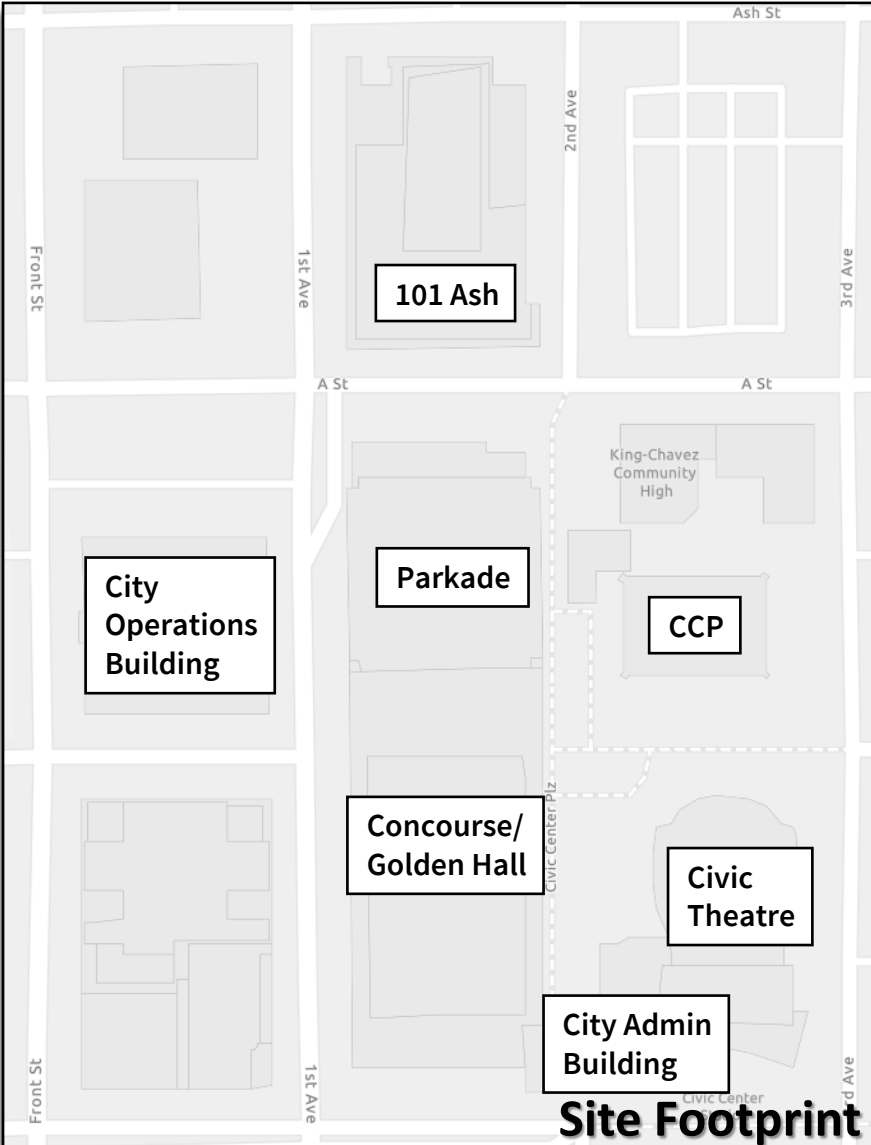 Ash St
2nd Ave
Front St
1st Ave
3rd Ave
101 Ash
A St
A St
King-Chavez
Community
High
City
Operations
Building
Parkade
CCP
Civic Center Plz
Concourse/
Golden Hall
Civic
Theatre
City Admin
Building
Front St
1st Ave
Civic Center
Site Footprint